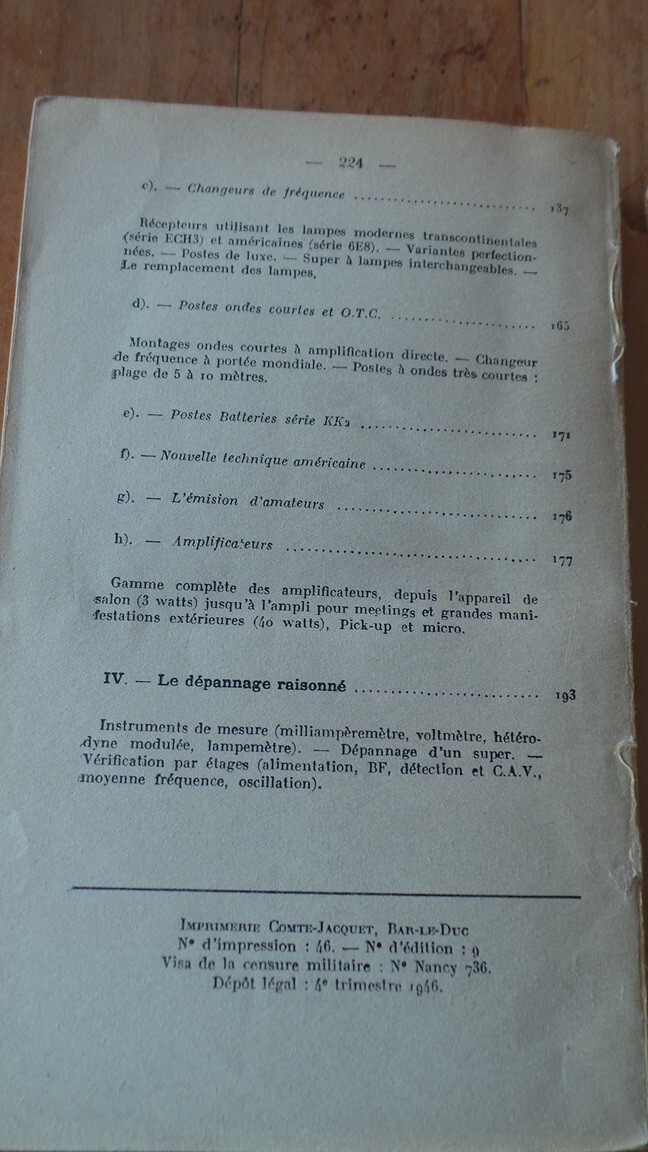 — 224 —
c). — Changeurs de fréquence .............................. 137
Récepteurs utilisant les lampes modernes transcontinentales
(série ECH3) et américaines (série 6E8). — Variantes perfection-
nées. — Postes de luxe. — Super à lampes interchangeables. —
Le remplacement des lampes.
d). — Postes ondes courtes et O.T.C. ....................... 165
Montages ondes courtes à amplification directe. — Changeur
de fréquence à portée mondiale. — Postes à ondes très courtes :
plage de 5 à 10 mètres.
e). — Postes Batteries série KK2 ........................... 171
f). — Nouvelle technique américaine ......................... 175
g). — L'émision d'amateurs .............................. 176
h). — Amplificateurs ..................................... 177
Gamme complète des amplificateurs, depuis l'appareil de
salon (3 watts) jusqu'à l'ampli pour meetings et grandes mani-
festations extérieures (40 watts), Pick-up et micro.
IV. — Le dépannage raisonné ........................... 193
Instruments de mesure (milliampèremètre, voltmètre, hétéro-
dyne modulée, lampemètre). — Dépannage d'un super. —
Vérification par étages (alimentation, BF, détection et C.A.V.,
moyenne fréquence, oscillation).
IMPRIMERIE COMTE-JACQUET, BAR-LE-DUC
N° d'impression : 46. — N° d'édition : 9
Visa de la censure militaire : N° Nancy 736.
Dépôt légal : 4e trimestre 1946.